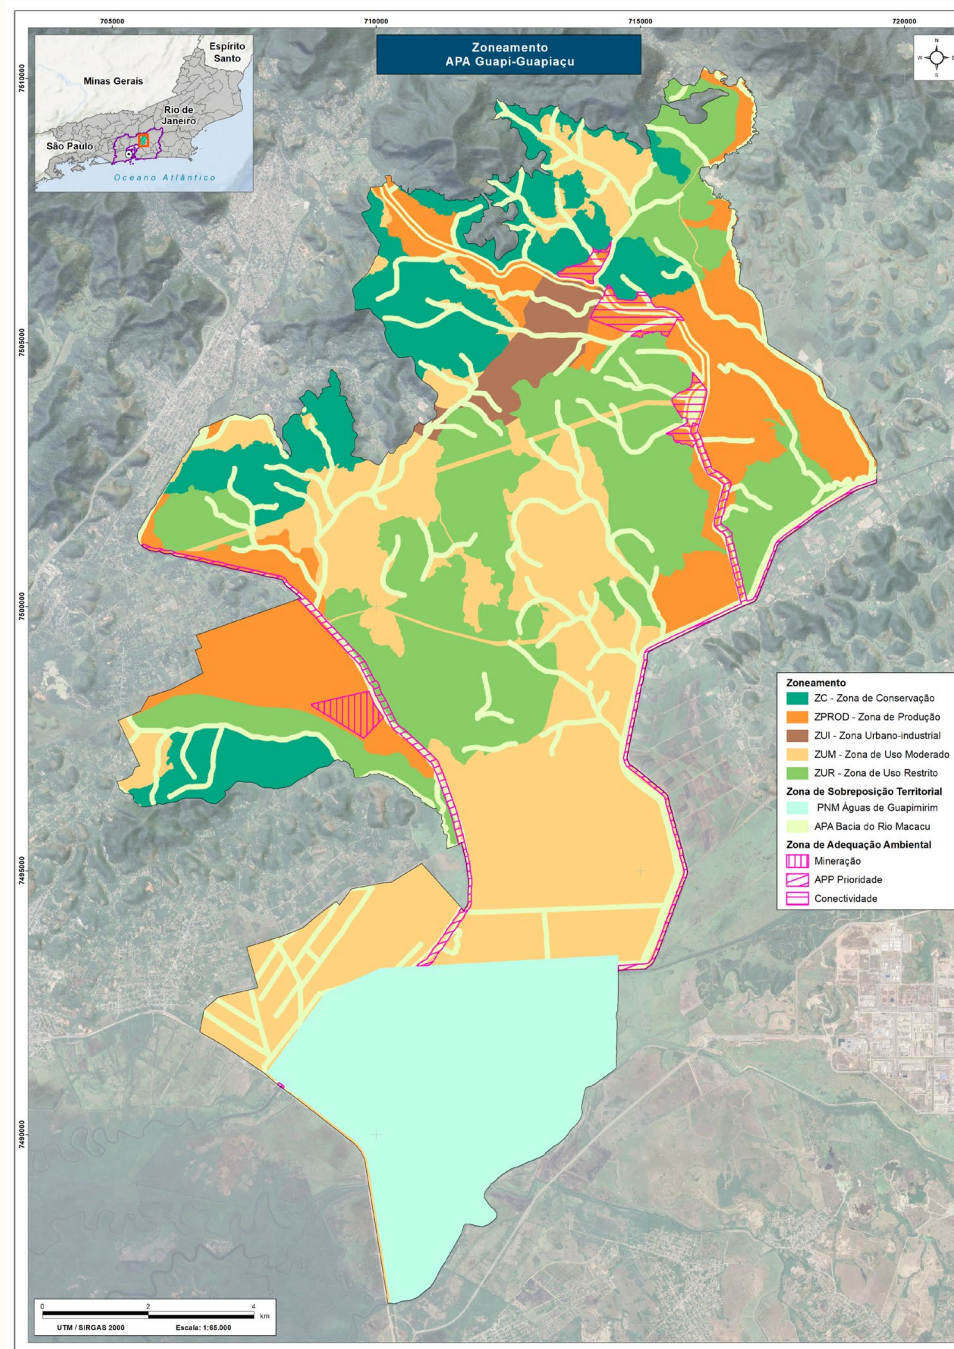 705000
710000
715000
720000
Zoneamento
APA Guapi-Guapiaçu
N
W
E
S
Espírito
Santo
Minas Gerais
Rio de
Janeiro
São Paulo
Oceano Atlântico
7510000
7505000
7500000
7495000
7490000
Zoneamento
ZC - Zona de Conservação
ZPROD - Zona de Produção
ZUI - Zona Urbano-industrial
ZUM - Zona de Uso Moderado
ZUR - Zona de Uso Restrito
Zona de Sobreposição Territorial
PNM Águas de Guapimirim
APA Bacia do Rio Macacu
Zona de Adequação Ambiental
Mineração
APP Prioridade
Conectividade
0 2 4
km
UTM / SIRGAS 2000 Escala: 1:65.000